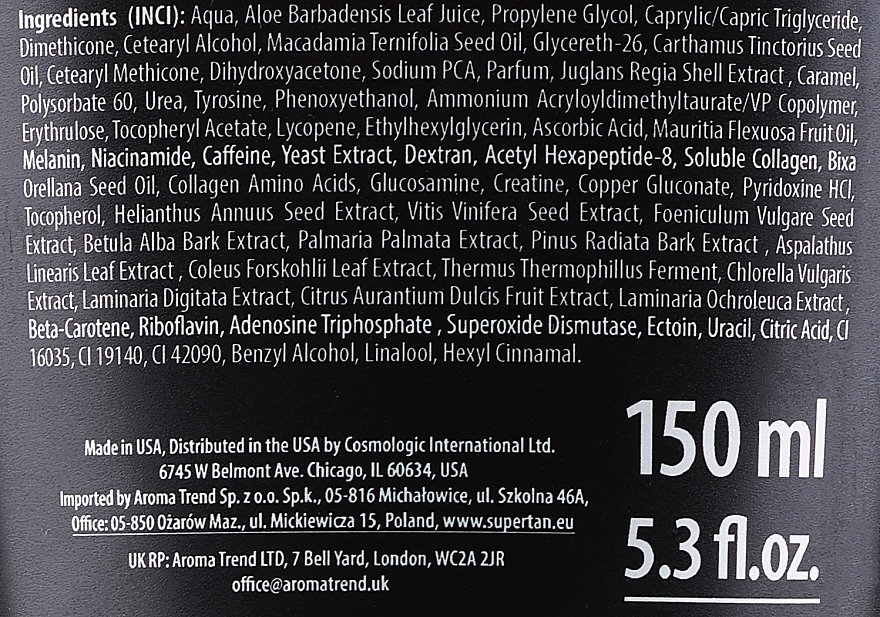 Ingredients (INCI): Aqua, Aloe Barbadensis Leaf Juice, Propylene Glycol, Caprylic/Capric Triglyceride,
Dimethicone, Cetearyl Alcohol, Macadamia Ternifolia Seed Oil, Glycereth-26, Carthamus Tinctorius Seed
Oil, Cetearyl Methicone, Dihydroxyacetone, Sodium PCA, Parfum, Juglans Regia Shell Extract , Caramel,
Polysorbate 60, Urea, Tyrosine, Phenoxyethanol, Ammonium Acryloyldimethyltaurate/VP Copolymer,
Erythrulose, Tocopheryl Acetate, Lycopene, Ethylhexylglycerin, Ascorbic Acid, Mauritia Flexuosa Fruit Oil,
Melanin, Niacinamide, Caffeine, Yeast Extract, Dextran, Acetyl Hexapeptide-8, Soluble Collagen, Bixa
Orellana Seed Oil, Collagen Amino Acids, Glucosamine, Creatine, Copper Gluconate, Pyridoxine HCl,
Tocopherol, Helianthus Annuus Seed Extract, Vitis Vinifera Seed Extract, Foeniculum Vulgare Seed
Extract, Betula Alba Bark Extract, Palmaria Palmata Extract, Pinus Radiata Bark Extract , Aspalathus
Linearis Leaf Extract , Coleus Forskohlii Leaf Extract, Thermus Thermophillus Ferment, Chlorella Vulgaris
Extract, Laminaria Digitata Extract, Citrus Aurantium Dulcis Fruit Extract, Laminaria Ochroleuca Extract ,
Beta-Carotene, Riboflavin, Adenosine Triphosphate , Superoxide Dismutase, Ectoin, Uracil, Citric Acid, CI
16035, CI 19140, CI 42090, Benzyl Alcohol, Linalool, Hexyl Cinnamal.
Made in USA, Distributed in the USA by Cosmologic International Ltd.
6745 W Belmont Ave. Chicago, IL 60634, USA
Imported by Aroma Trend Sp. z o.o. Sp.k., 05-816 Michałowice, ul. Szkolna 46A,
Office: 05-850 Ożarów Maz., ul. Mickiewicza 15, Poland, www.supertan.eu
UK RP: Aroma Trend LTD, 7 Bell Yard, London, WC2A 2JR
office@aromatrend.uk
150 ml
5.3 fl.oz.